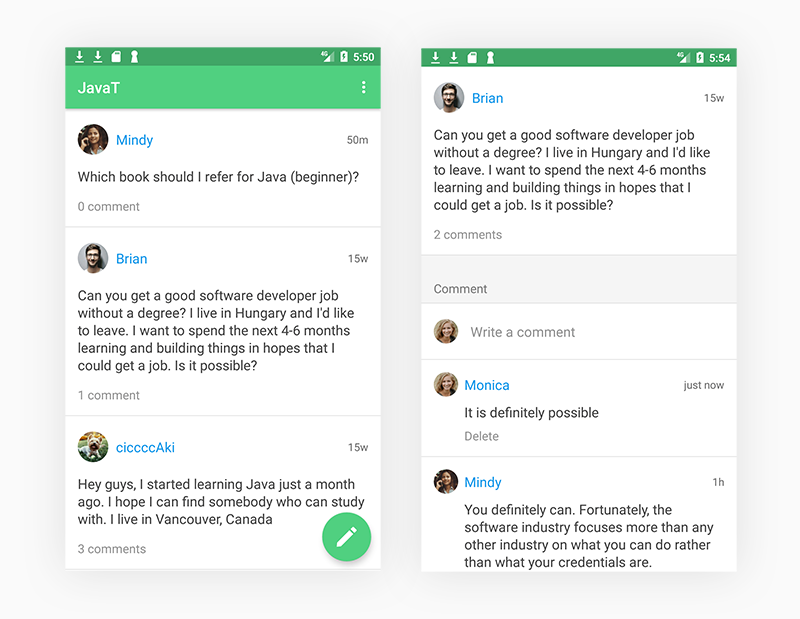 4G 5:50
JavaT
Mindy 50m
Which book should I refer for Java (beginner)?
0 comment
Brian 15w
Can you get a good software developer job
without a degree? I live in Hungary and I'd like
to leave. I want to spend the next 4-6 months
learning and building things in hopes that I
could get a job. Is it possible?
1 comment
ciccccAki 15w
Hey guys, I started learning Java just a month
ago. I hope I can find somebody who can study
with. I live in Vancouver, Canada
3 comments
4G 5:54
Brian 15w
Can you get a good software developer job
without a degree? I live in Hungary and I'd like
to leave. I want to spend the next 4-6 months
learning and building things in hopes that I
could get a job. Is it possible?
2 comments
Comment
Write a comment
Monica just now
It is definitely possible
Delete
Mindy 1h
You definitely can. Fortunately, the
software industry focuses more than any
other industry on what you can do rather
than what your credentials are.